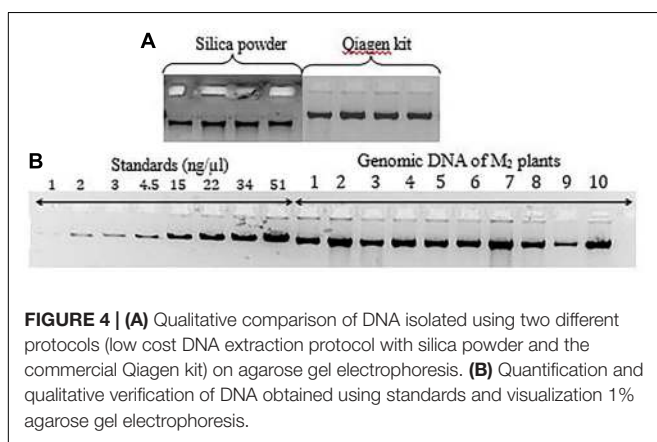 A
Silica powder
Qiagen kit
B
Standards (ng/µl)
Genomic DNA of M2 plants
1 2 3 4.5 15 22 34 51
1 2 3 4 5 6 7 8 9 10
FIGURE 4 | (A) Qualitative comparison of DNA isolated using two different
protocols (low cost DNA extraction protocol with silica powder and the
commercial Qiagen kit) on agarose gel electrophoresis. (B) Quantification and
qualitative verification of DNA obtained using standards and visualization 1%
agarose gel electrophoresis.